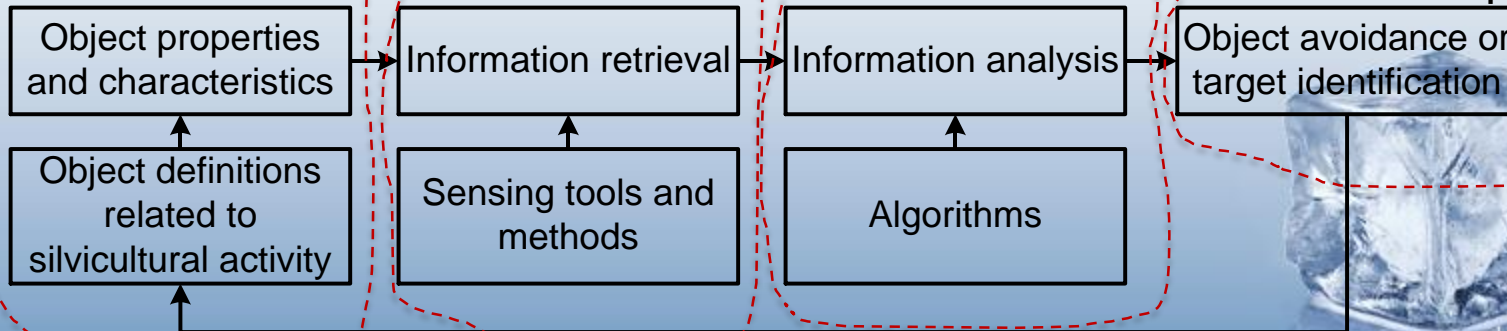 Object properties
and characteristics
Information retrieval
Information analysis
Object avoidance or
target identification
Object definitions
related to
silvicultural activity
Sensing tools and
methods
Algorithms